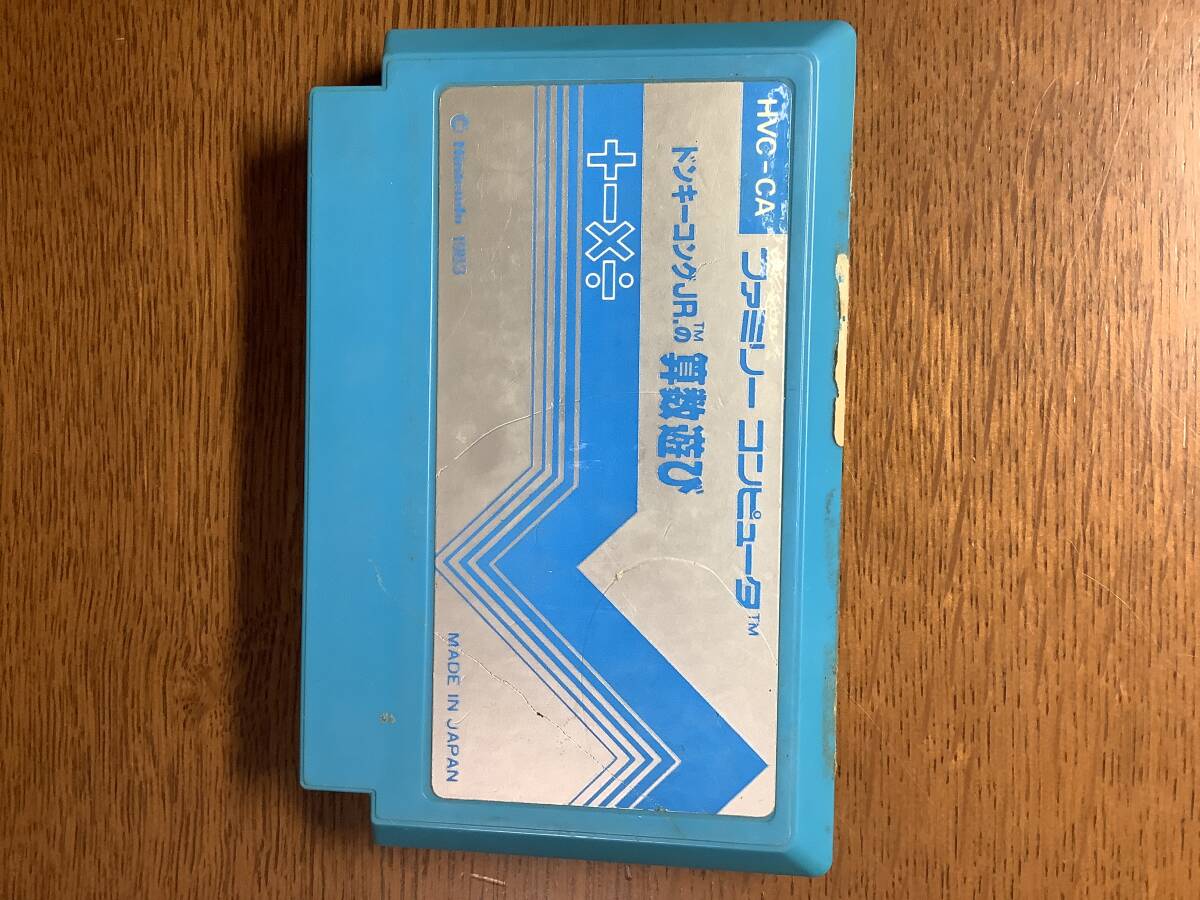 HVC-CA
ファミリー コンピュータ™
ドンキーコングJR.™の 算数遊び
+-×÷
© Nintendo 1983
MADE IN JAPAN